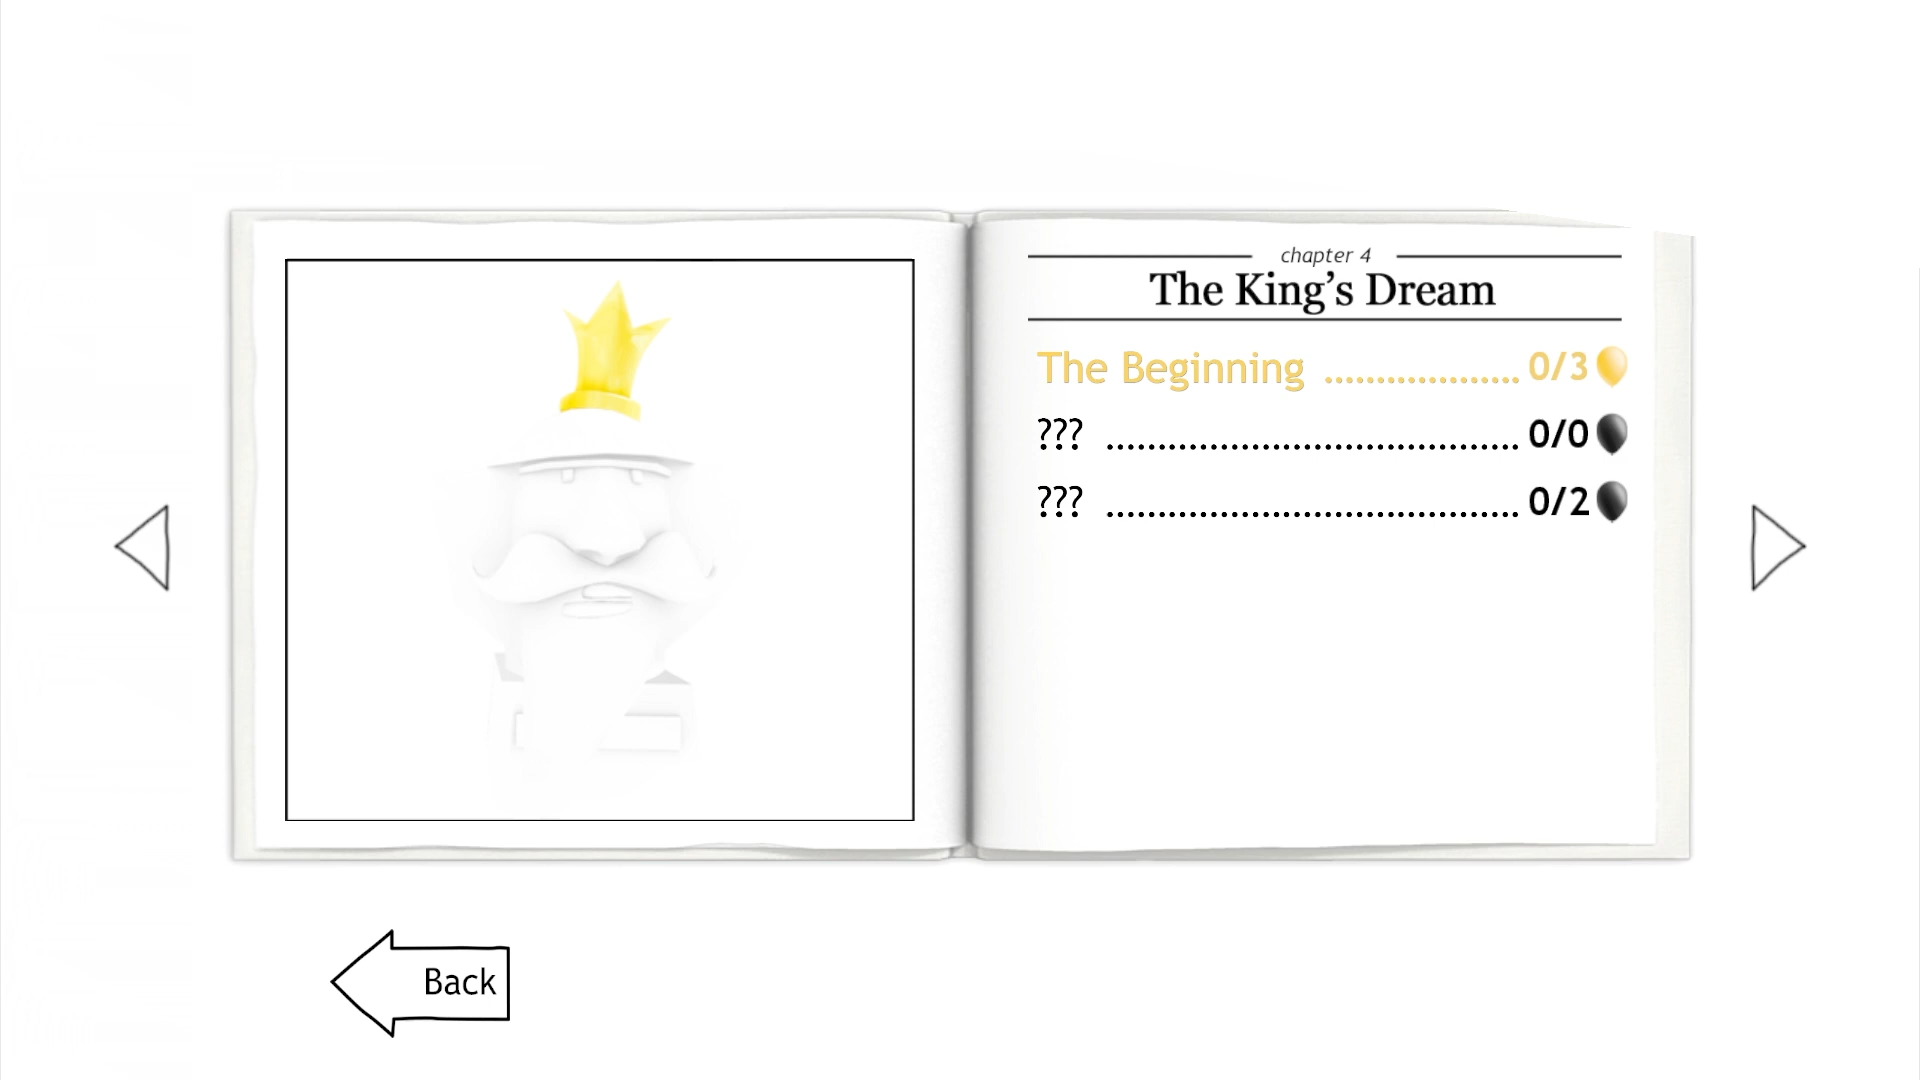 chapter 4
The King's Dream
The Beginning ................... 0/3
??? ........................................ 0/0
??? ........................................ 0/2
Back